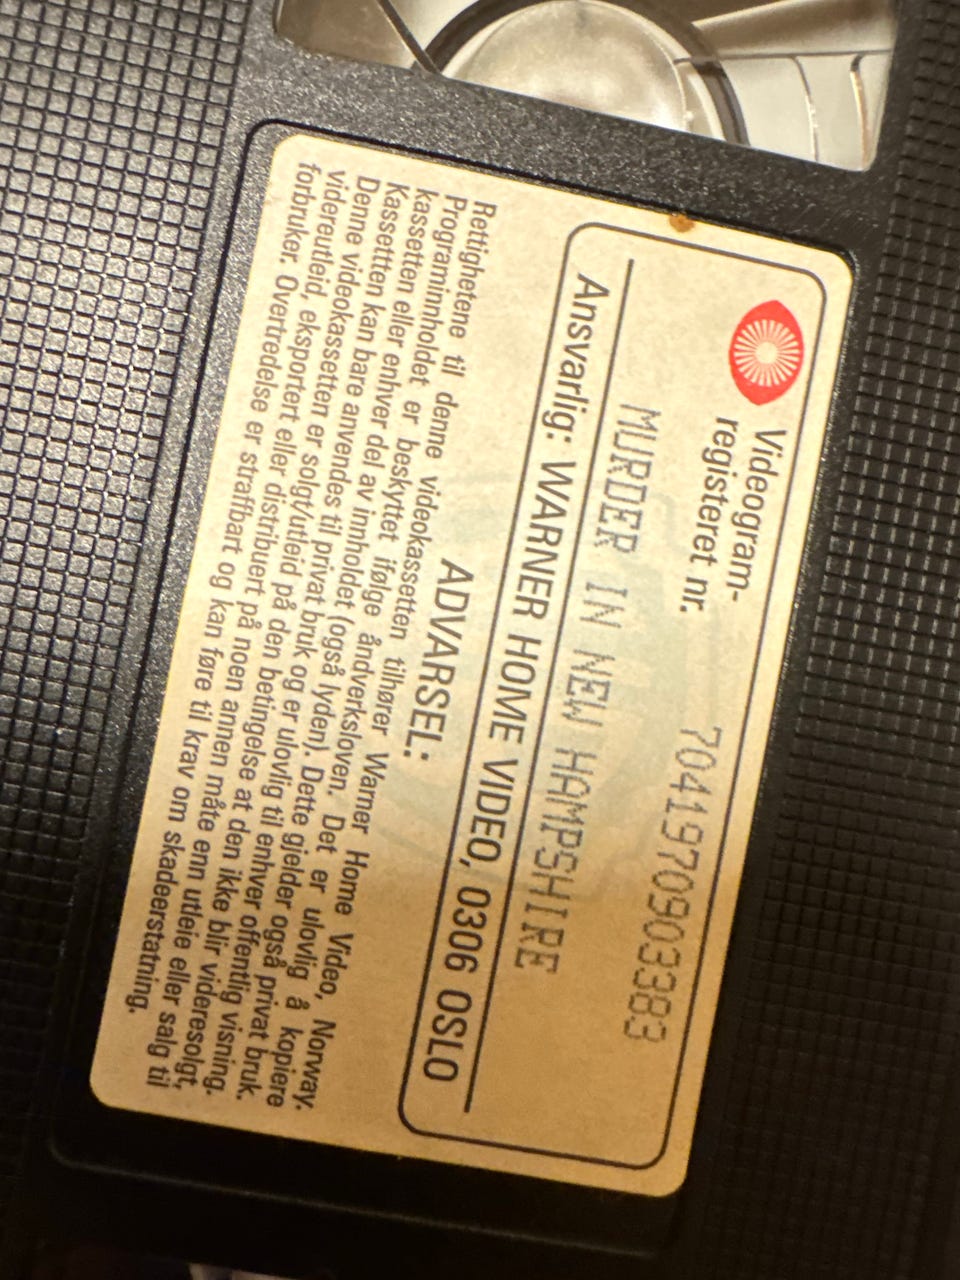 Videogram-
registeret nr. 7041970903383
MURDER IN NEW HAMPSHIRE
Ansvarlig: WARNER HOME VIDEO, 0306 OSLO
ADVARSEL:
Rettighetene til denne videokassetten tilhører Warner Home Video, Norway.
Programinnholdet er beskyttet ifølge åndverksloven. Det er ulovlig å kopiere
kassetten eller enhver del av innholdet (også lyden). Dette gjelder også privat bruk.
Kassettten kan bare anvendes til privat bruk og er ulovlig til enhver offentlig visning.
Denne videokassetten er solgt/utleid på den betingelse at den ikke blir videresolgt,
videreutleid, eksportert eller distribuert på noen annen måte enn utleie eller salg til
forbruker. Overtredelse er straffbart og kan føre til krav om skadeerstatning.